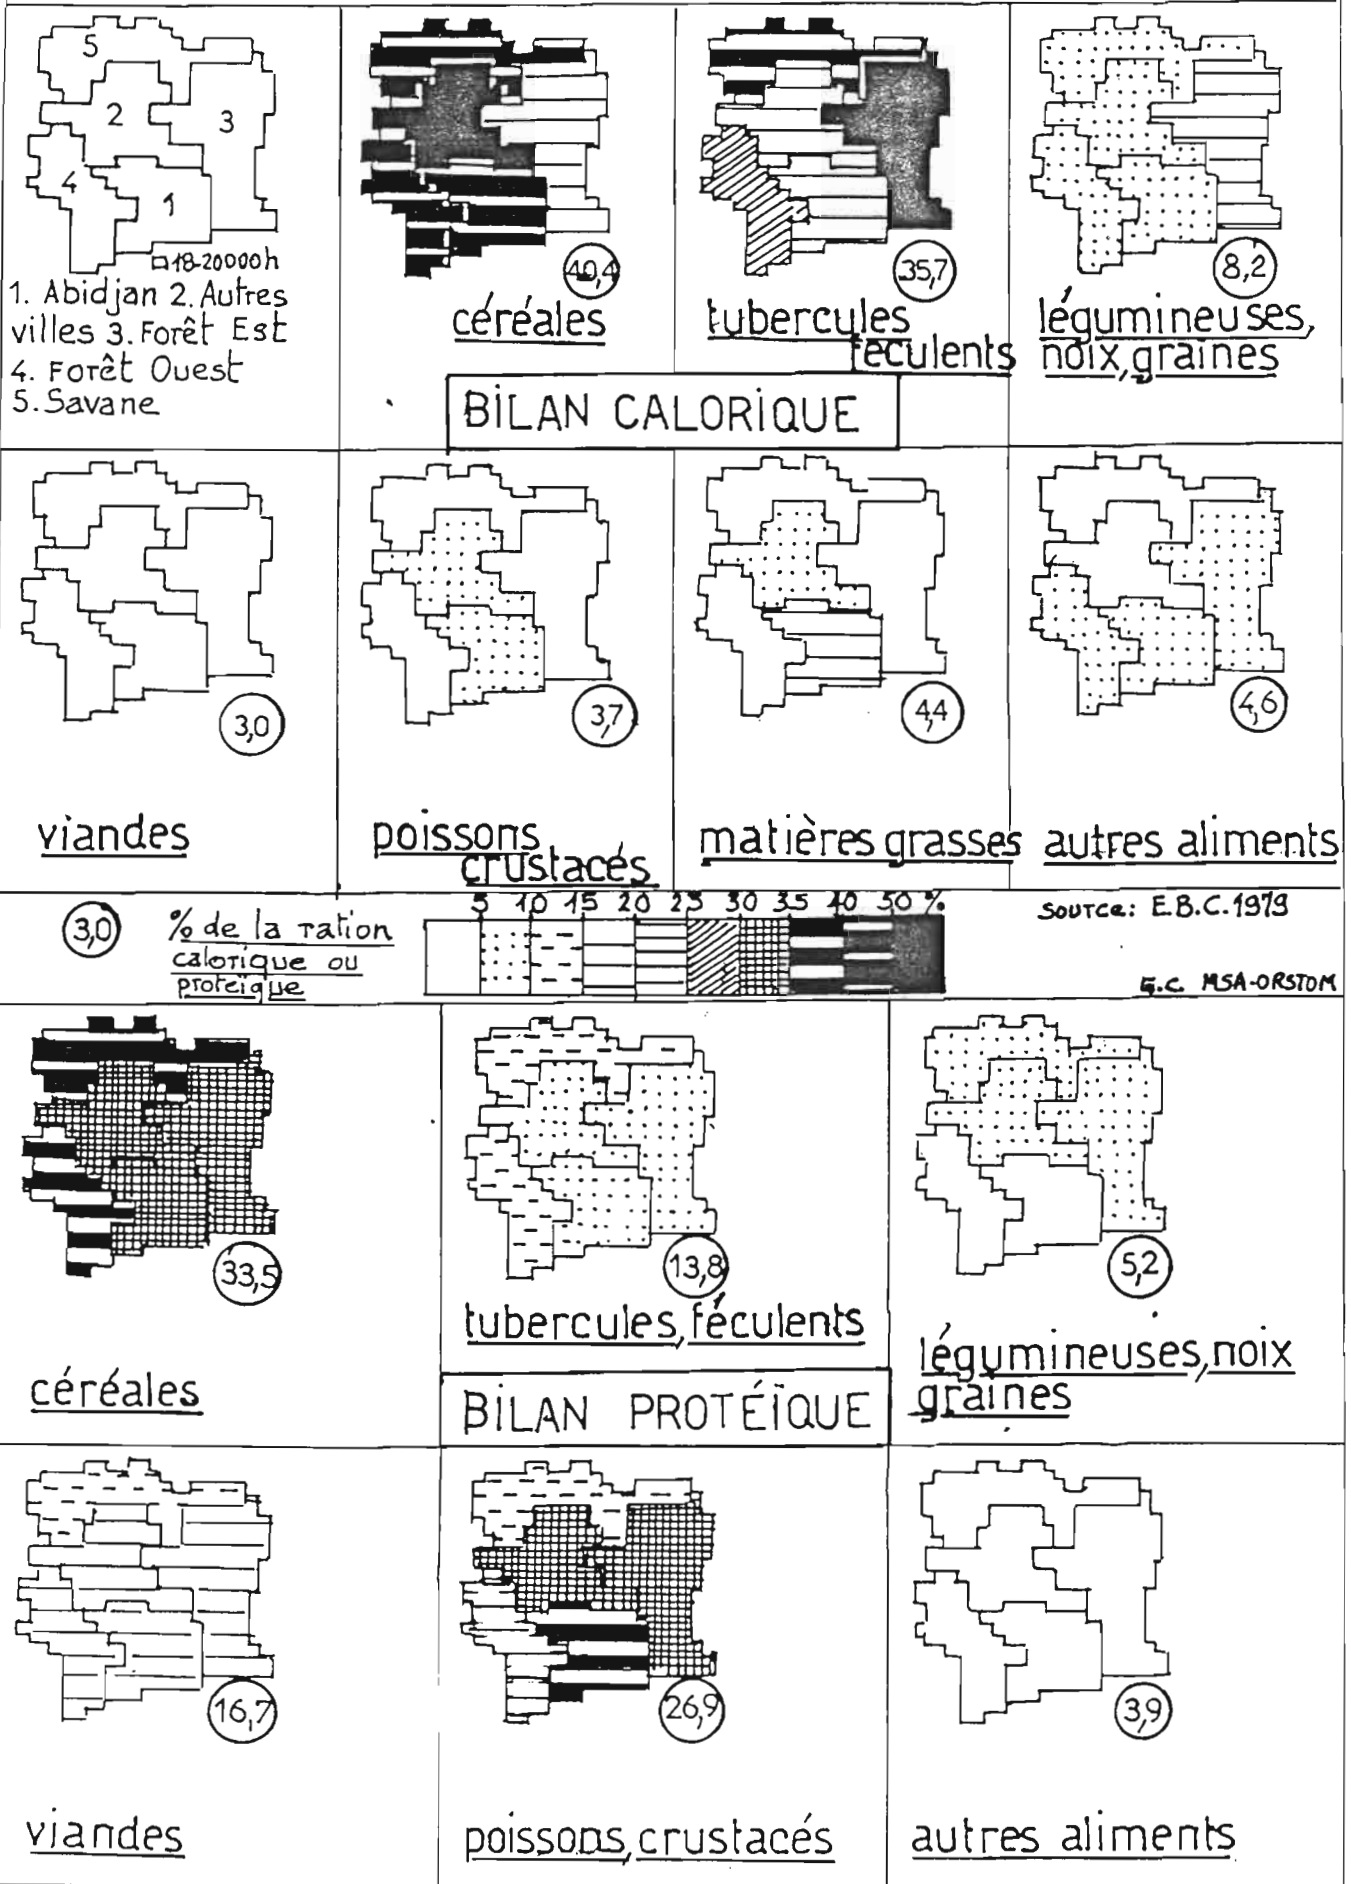 5
2
3
4
1
18-20000h
1. Abidjan 2. Autres
villes 3. Forêt Est
4. Forêt Ouest
5. Savane
40,4
céréales
35,7
tubercules
féculents
8,2
légumineuses,
noix, graines
BILAN CALORIQUE
3,0
viandes
3,7
poissons
crustacés
4,4
matières grasses
4,6
autres aliments
3,0
% de la ration
calorique ou
protéique
5 10 15 20 25 30 35 40 50 %
source: E.B.C. 1979
G.C. MSA-ORSTOM
33,5
céréales
13,8
tubercules, féculents
5,2
légumineuses, noix
graines
BILAN PROTÉÏQUE
16,7
viandes
26,9
poissons, crustacés
3,9
autres aliments